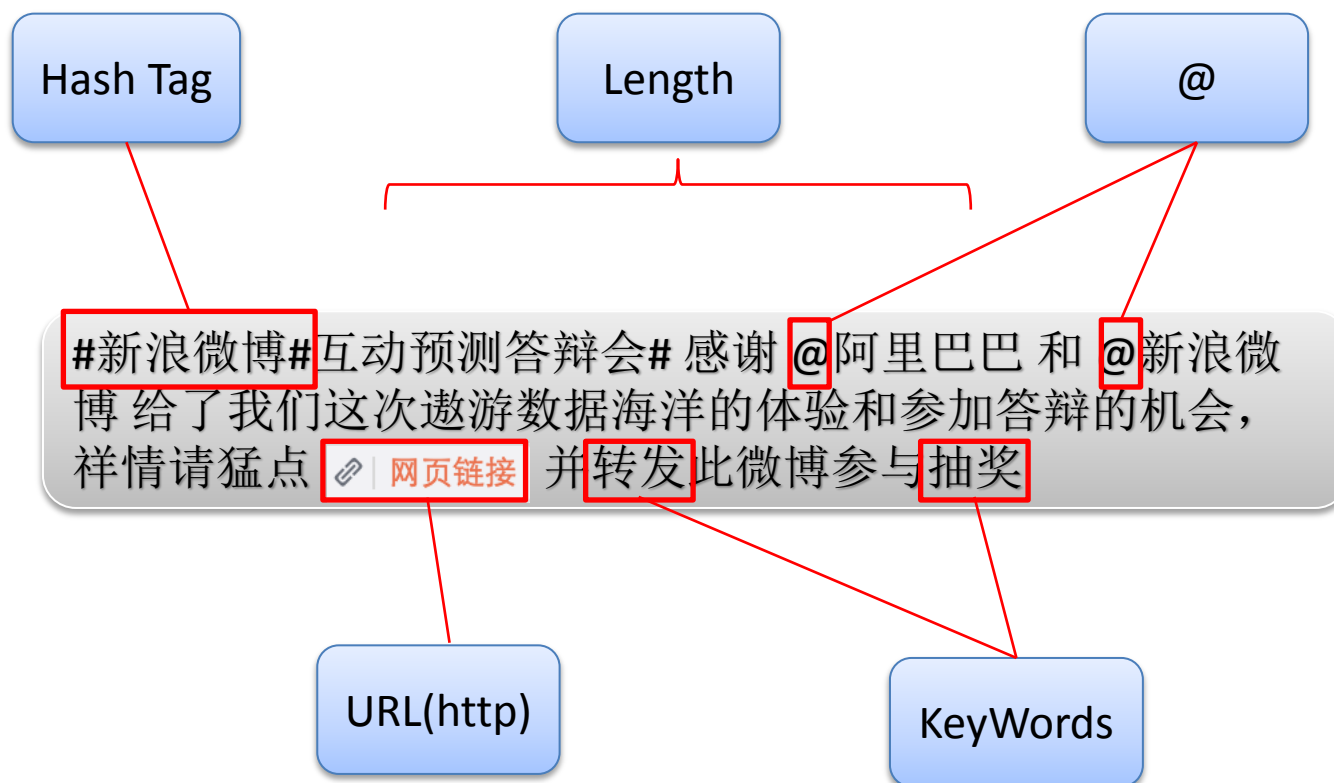 Hash Tag
Length
@
#新浪微博#互动预测答辩会# 感谢 @阿里巴巴 和 @新浪微
博 给了我们这次遨游数据海洋的体验和参加答辩的机会，
祥情请猛点 网页链接 并转发此微博参与抽奖
URL(http)
KeyWords